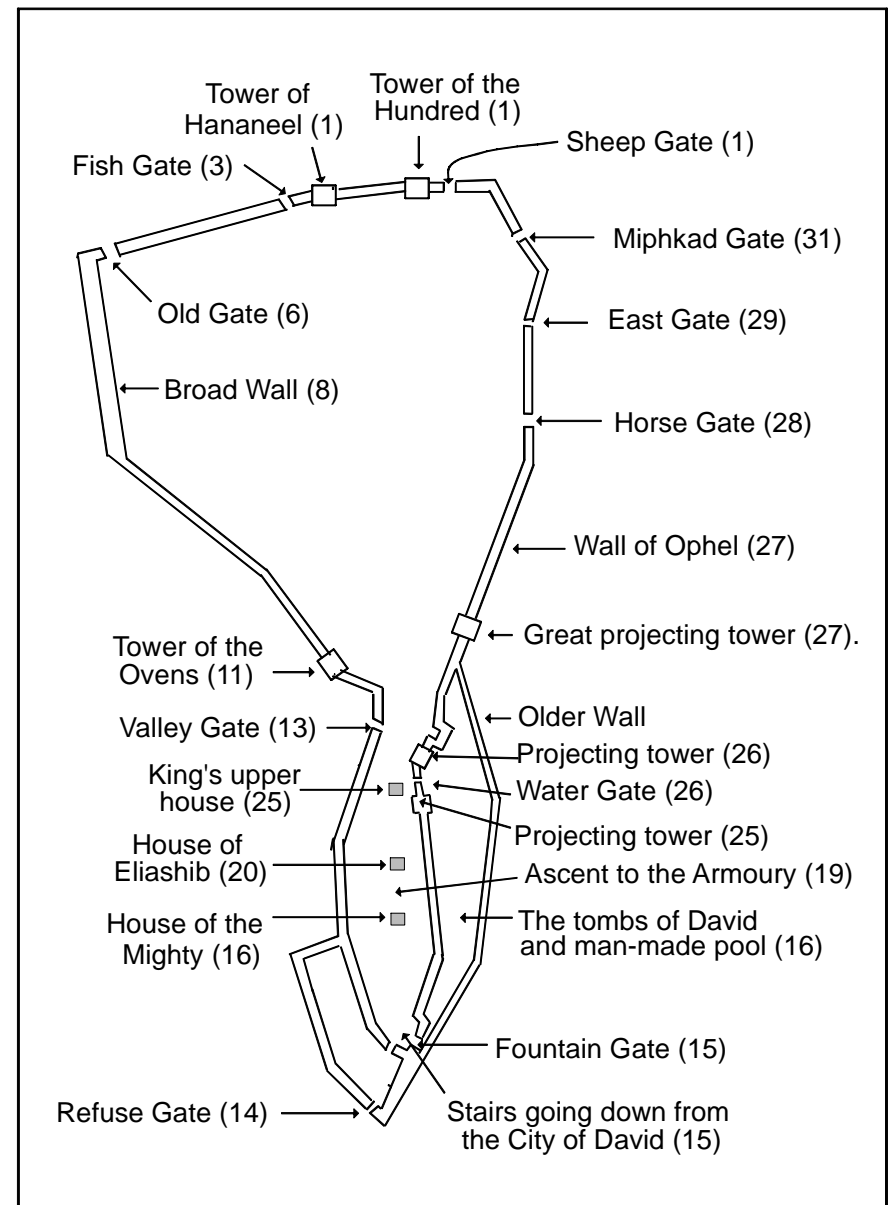 Tower of the
Hundred (1)
Tower of
Hananeel (1)
Sheep Gate (1)
Fish Gate (3)
Miphkad Gate (31)
Old Gate (6)
East Gate (29)
Broad Wall (8)
Horse Gate (28)
Wall of Ophel (27)
Great projecting tower (27).
Tower of the
Ovens (11)
Older Wall
Valley Gate (13)
Projecting tower (26)
King's upper
house (25)
Water Gate (26)
Projecting tower (25)
House of
Eliashib (20)
Ascent to the Armoury (19)
House of the
Mighty (16)
The tombs of David
and man-made pool (16)
Fountain Gate (15)
Refuse Gate (14)
Stairs going down from
the City of David (15)